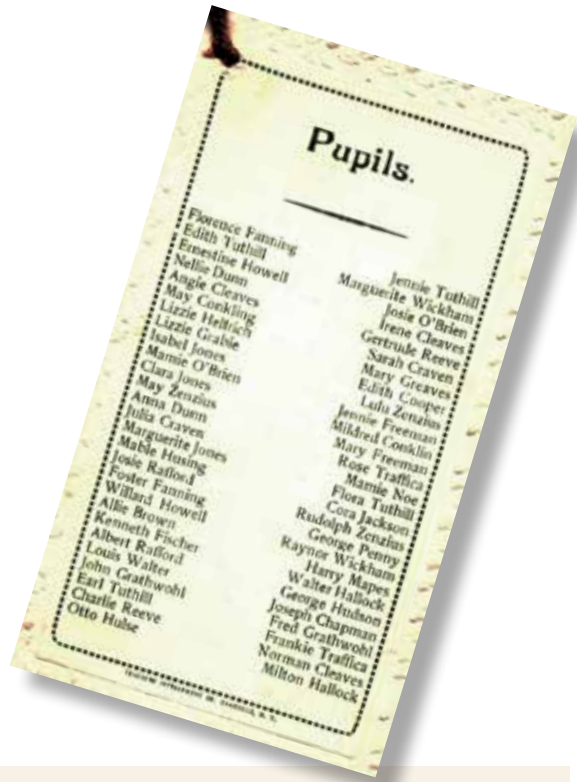 Pupils.
Florence Fanning
Edith Tuthill
Ernestine Howell
Nellie Dunn
Angie Cleaves
May Conkling
Lizzie Helfrich
Lizzie Grabie
Isabel Jones
Mamie O'Brien
Clara Jones
May Zenzius
Anna Dunn
Julia Craven
Marguerite Jones
Mable Husing
Josie Rafford
Foster Fanning
Willard Howell
Allie Brown
Kenneth Fischer
Albert Rafford
Louis Walter
John Grathwohl
Earl Tuthill
Charlie Reeve
Otto Hulse
Jennie Tuthill
Marguerite Wickham
Josie O'Brien
Irene Cleaves
Gertrude Reeve
Sarah Craven
Mary Greaves
Edith Cooper
Lulu Zenzius
Jennie Freeman
Mildred Conklin
Mary Freeman
Rose Traffica
Mamie Noe
Flora Tuthill
Cora Jackson
Rudolph Zenzius
George Penny
Raynor Wickham
Harry Mapes
Walter Hallock
George Hudson
Joseph Chapman
Fred Grathwohl
Frankie Traffica
Norman Cleaves
Milton Hallock